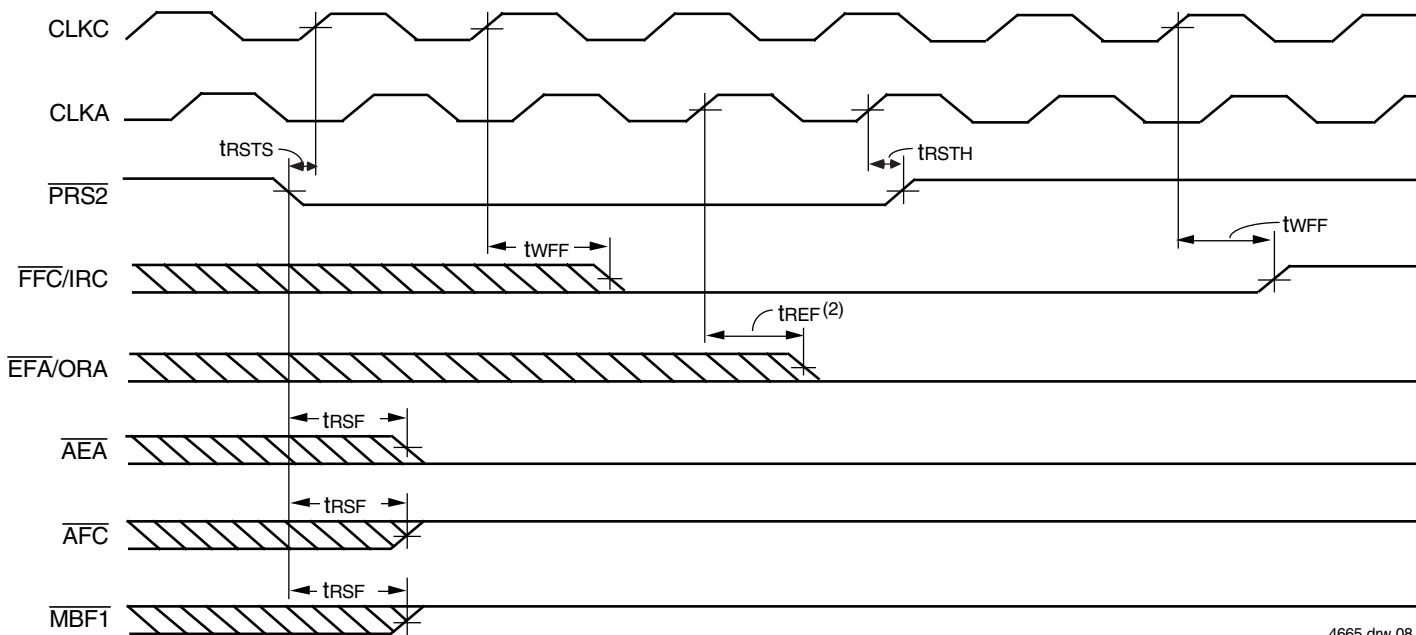 CLKC
CLKA
tRSTS
tRSTH
PRS2
tWFF
tWFF
FFC/IRC
tREF(2)
EFA/ORA
tRSF
AEA
tRSF
AFC
tRSF
MBF1
4665 drw 08